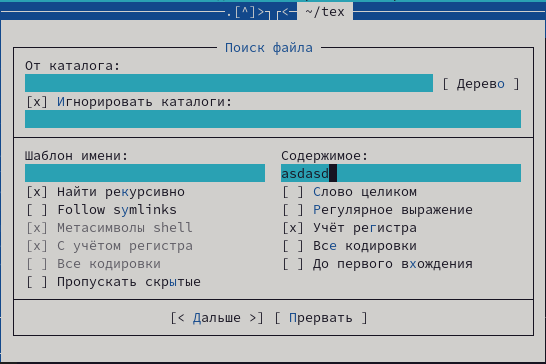 .[^]>┐┌<─ ~/tex
Поиск файла
От каталога:
[ Дерево ]
[x] Игнорировать каталоги:
Шаблон имени: Содержимое:
asdasd
[x] Найти рекурсивно [ ] Слово целиком
[ ] Follow symlinks [ ] Регулярное выражение
[x] Метасимволы shell [x] Учёт регистра
[x] С учётом регистра [ ] Все кодировки
[ ] Все кодировки [ ] До первого вхождения
[ ] Пропускать скрытые
[< Дальше >] [ Прервать ]